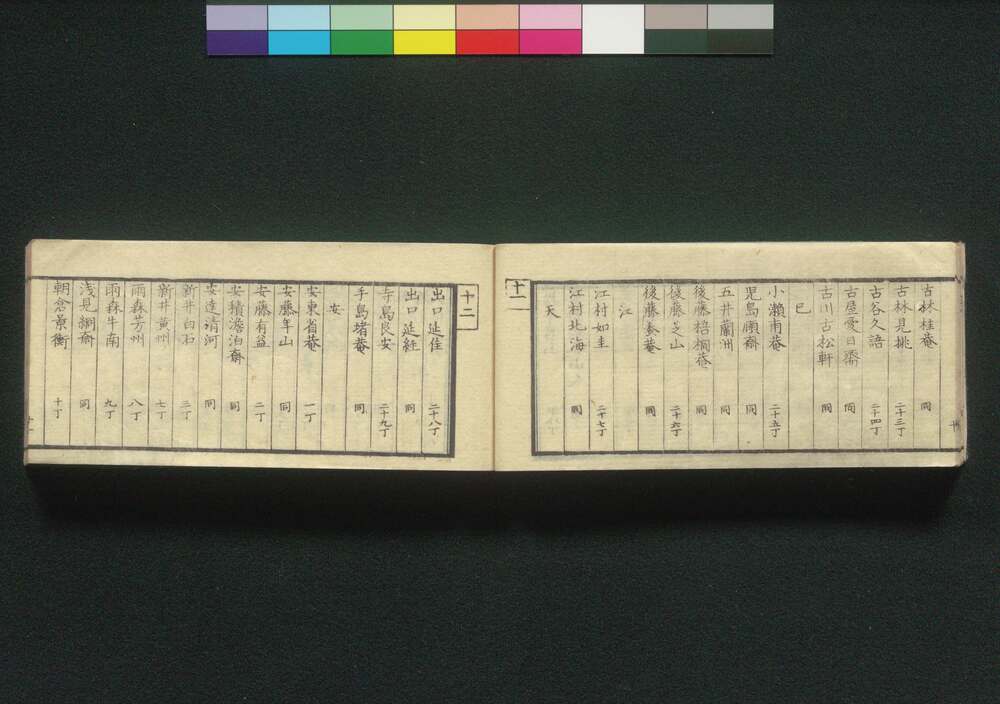 古林桂菴 同
古林見桃 二十三丁
古谷久語 二十四丁
古屋愛日齋 同
古川古松軒 同
巳
小瀬甫菴 二十五丁
児島願齋 同
五井蘭洲 同
後藤梧桐菴 同
後藤芝山 二十六丁
後藤泰菴 同
江
江村如圭 二十七丁
江村北海 同
天
十一
十二
出口延佳 二十八丁
出口延経 同
寺島良安 二十九丁
手島堵菴 同
安
安東省菴 一丁
安藤年山 同
安藤有益 二丁
安積澹泊齋 同
安達清河 同
新井白石 三丁
新井黄州 七丁
雨森芳州 八丁
雨森牛南 九丁
浅見絅齋 同
朝倉景衡 十丁